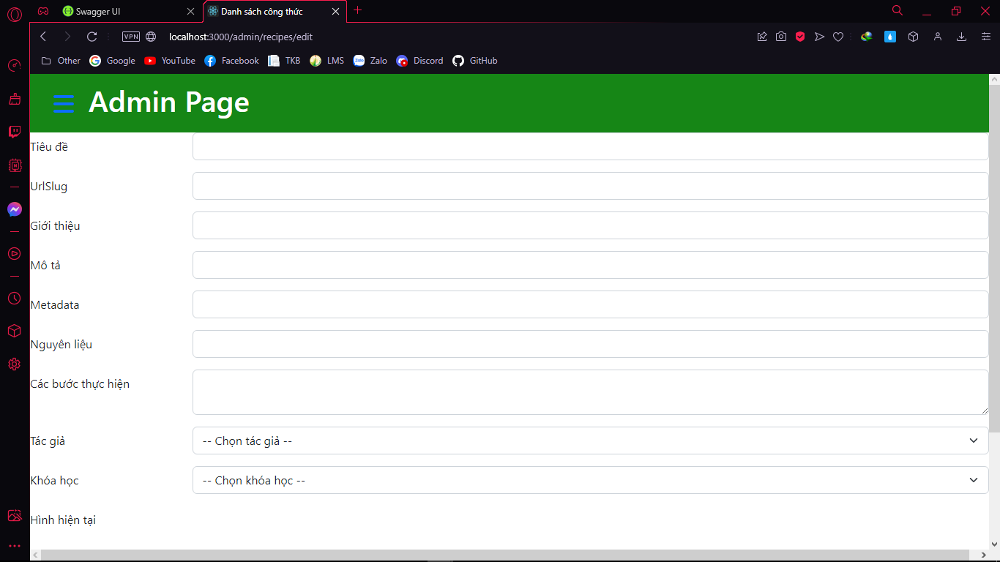 Swagger UI
Danh sách công thức
VPN
localhost:3000/admin/recipes/edit
Other Google YouTube Facebook TKB LMS Zalo Discord GitHub
Admin Page
Tiêu đề
UrlSlug
Giới thiệu
Mô tả
Metadata
Nguyên liệu
Các bước thực hiện
Tác giả
-- Chọn tác giả --
Khóa học
-- Chọn khóa học --
Hình hiện tại